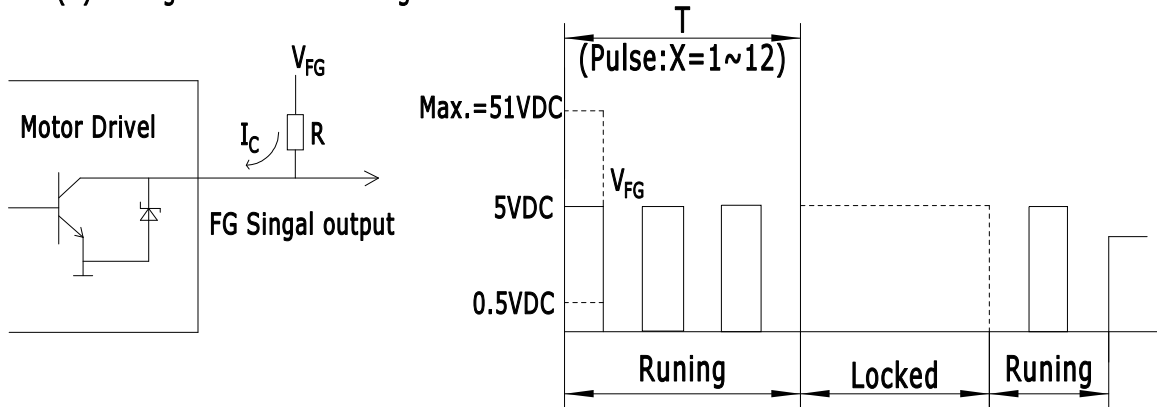 V_FG
Motor Drivel
I_C
R
FG Singal output
T
(Pulse:X=1~12)
Max.=51VDC
V_FG
5VDC
0.5VDC
Runing
Locked
Runing